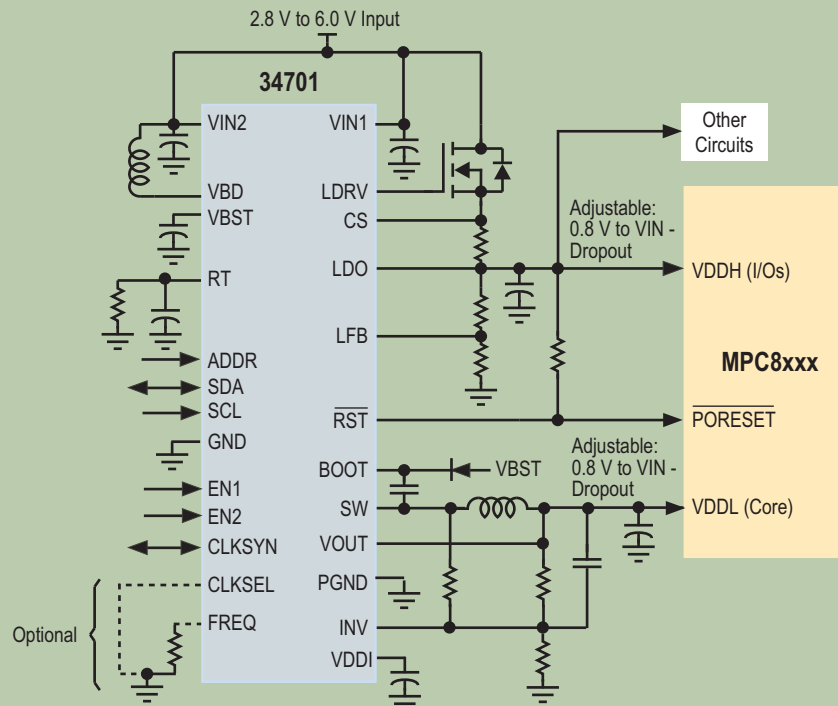 2.8 V to 6.0 V Input
34701
VIN2
VIN1
Other
Circuits
VBD
LDRV
VBST
CS
Adjustable:
0.8 V to VIN -
Dropout
RT
LDO
VDDH (I/Os)
LFB
MPC8xxx
ADDR
SDA
SCL
RST
PORESET
GND
Adjustable:
0.8 V to VIN -
Dropout
BOOT
VBST
EN1
SW
VDDL (Core)
EN2
VOUT
CLKSYN
CLKSEL
PGND
Optional
FREQ
INV
VDDI